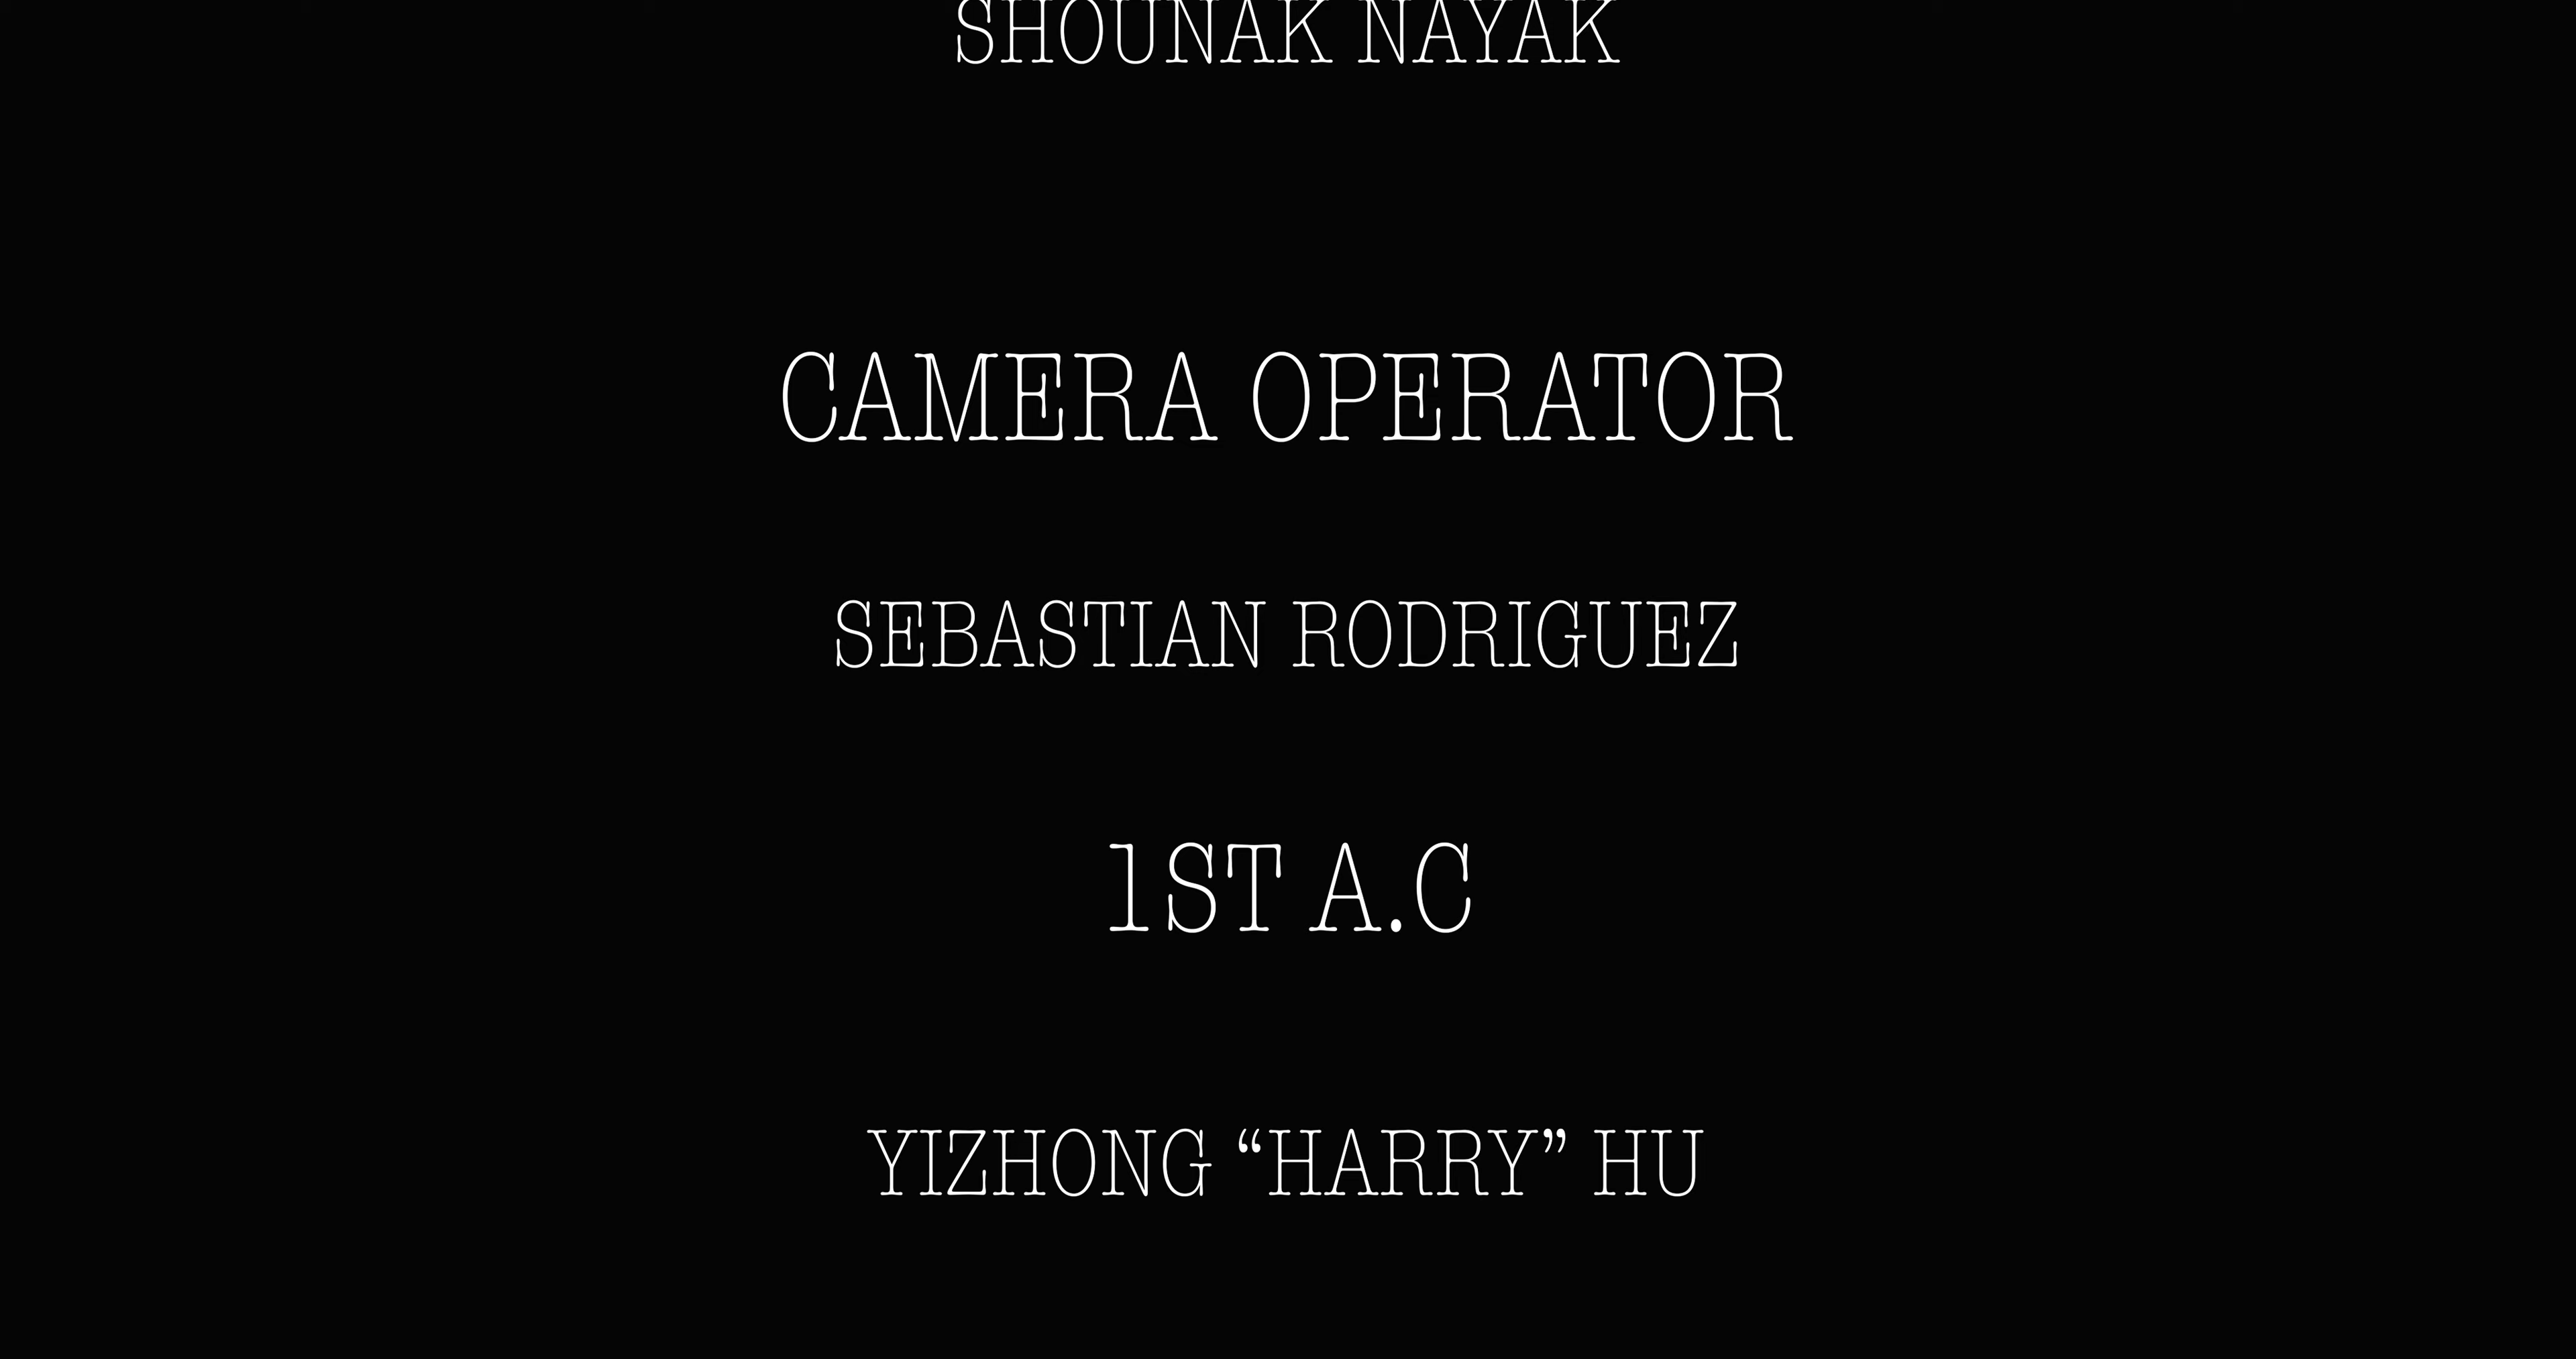 SHOUNAK NAYAK
CAMERA OPERATOR
SEBASTIAN RODRIGUEZ
1ST A.C
YIZHONG “HARRY” HU